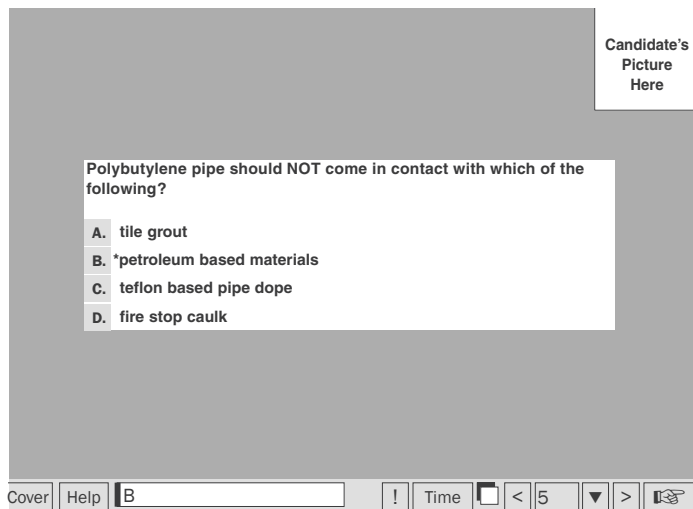 Candidate's
Picture
Here
Polybutylene pipe should NOT come in contact with which of the
following?
A. tile grout
B. *petroleum based materials
C. teflon based pipe dope
D. fire stop caulk
Cover Help B ! Time < 5 ▼ > ☞